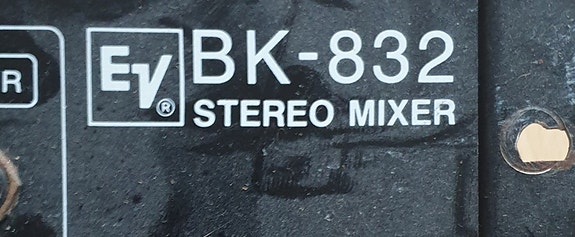 R
EV®
BK-832
STEREO MIXER